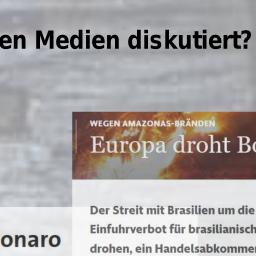 en Medien diskutiert?
WEGEN AMAZONAS-BRÄNDEN
Europa droht Bo
Der Streit mit Brasilien um die
Einfuhrverbot für brasilianisch
drohen, ein Handelsabkommen
onaro